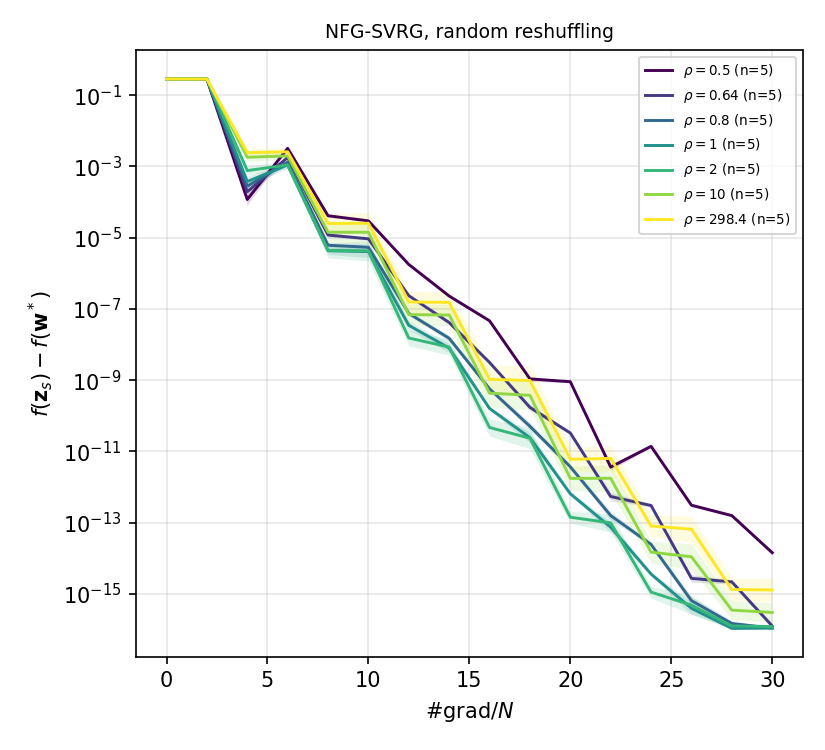 NFG-SVRG, random reshuffling
ρ = 0.5 (n=5)
ρ = 0.64 (n=5)
ρ = 0.8 (n=5)
ρ = 1 (n=5)
ρ = 2 (n=5)
ρ = 10 (n=5)
ρ = 298.4 (n=5)
f(𝐳ₛ) − f(𝐰*)
10⁻¹
10⁻³
10⁻⁵
10⁻⁷
10⁻⁹
10⁻¹¹
10⁻¹³
10⁻¹⁵
0 5 10 15 20 25 30
#grad/N